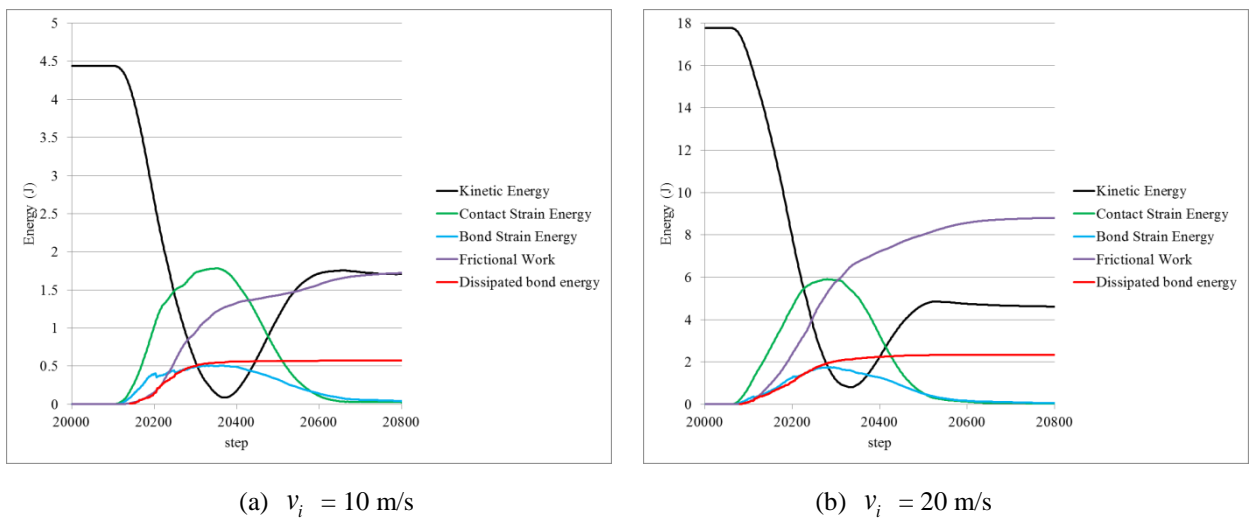 5
4.5
4
3.5
3
2.5
2
1.5
1
0.5
0
Energy (J)
20000 20200 20400 20600 20800
step
Kinetic Energy
Contact Strain Energy
Bond Strain Energy
Frictional Work
Dissipated bond energy
(a) v_i = 10 m/s
18
16
14
12
10
8
6
4
2
0
Energy (J)
20000 20200 20400 20600 20800
step
Kinetic Energy
Contact Strain Energy
Bond Strain Energy
Frictional Work
Dissipated bond energy
(b) v_i = 20 m/s